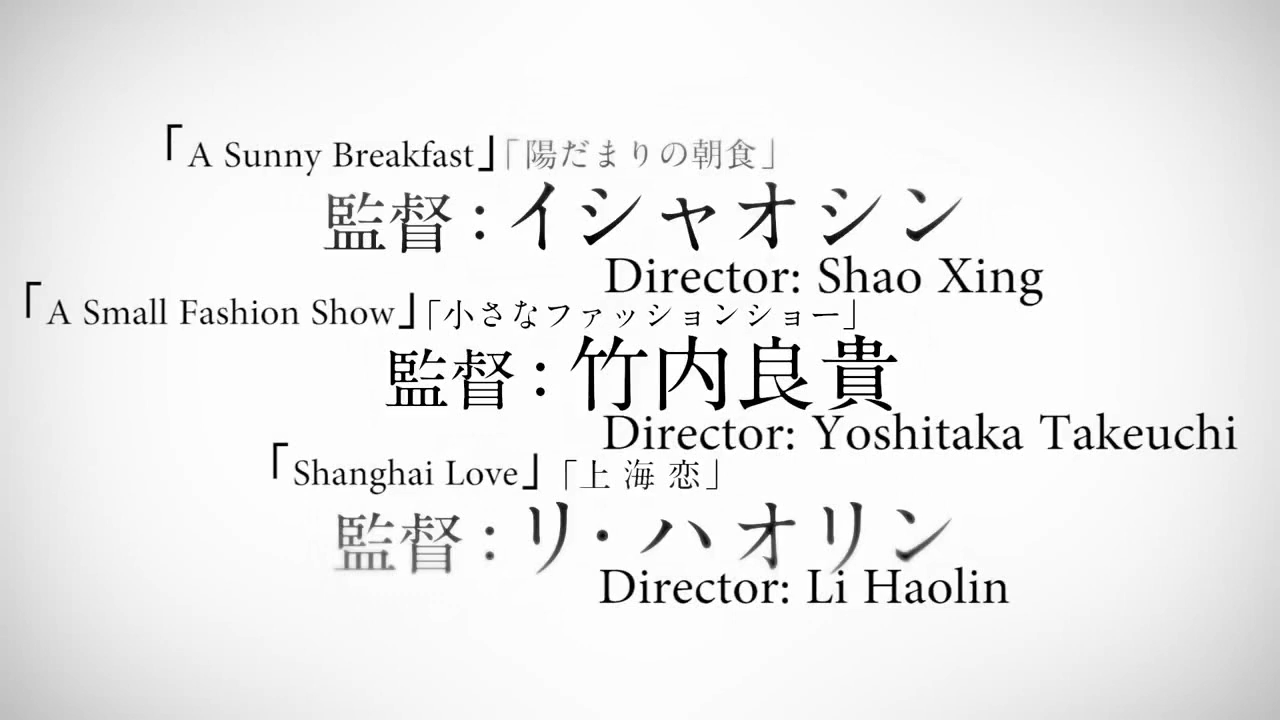 「A Sunny Breakfast」「陽だまりの朝食」
監督：イシャオシン
Director: Shao Xing
「A Small Fashion Show」「小さなファッションショー」
監督：竹内良貴
Director: Yoshitaka Takeuchi
「Shanghai Love」「上海恋」
監督：リ・ハオリン
Director: Li Haolin